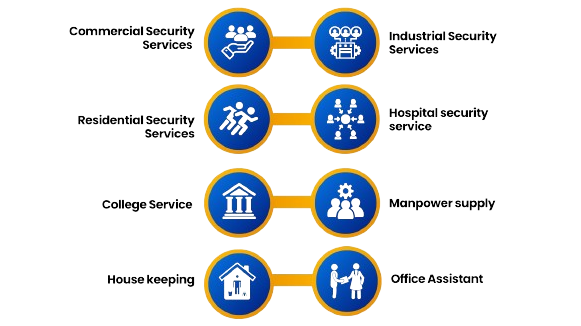 Commercial Security
Services
Industrial Security
Services
Residential Security
Services
Hospital security
service
College Service
Manpower supply
House keeping
Office Assistant